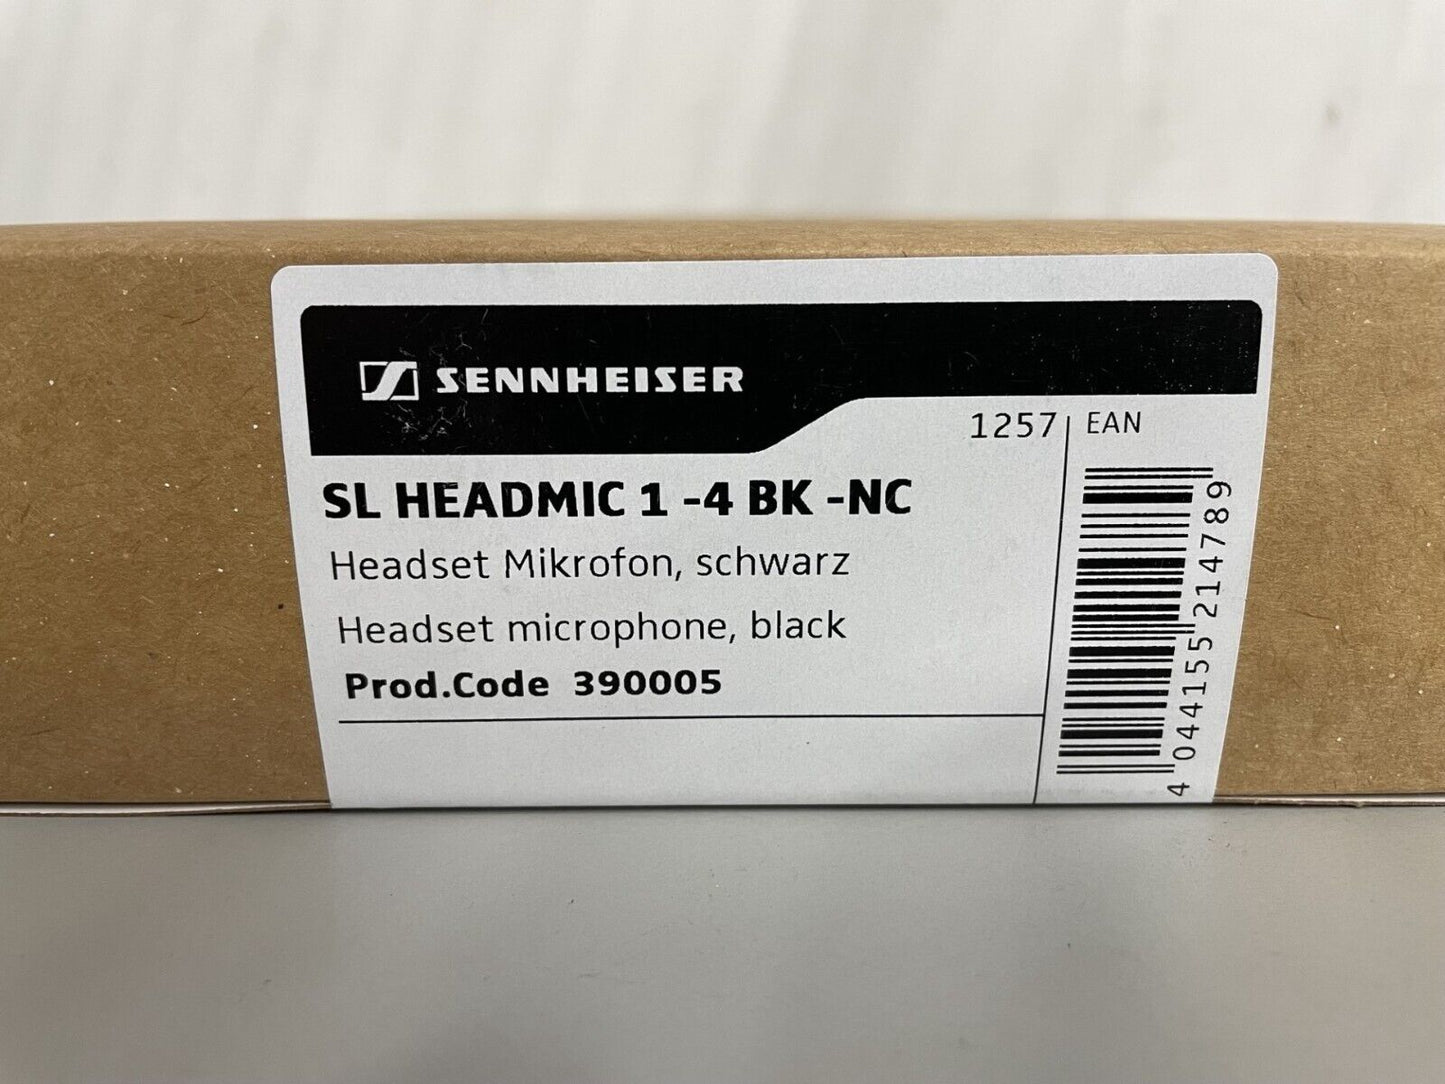 SENNHEISER
1257 EAN
SL HEADMIC 1 -4 BK -NC
Headset Mikrofon, schwarz
Headset microphone, black
Prod.Code 390005
4 044155 214789